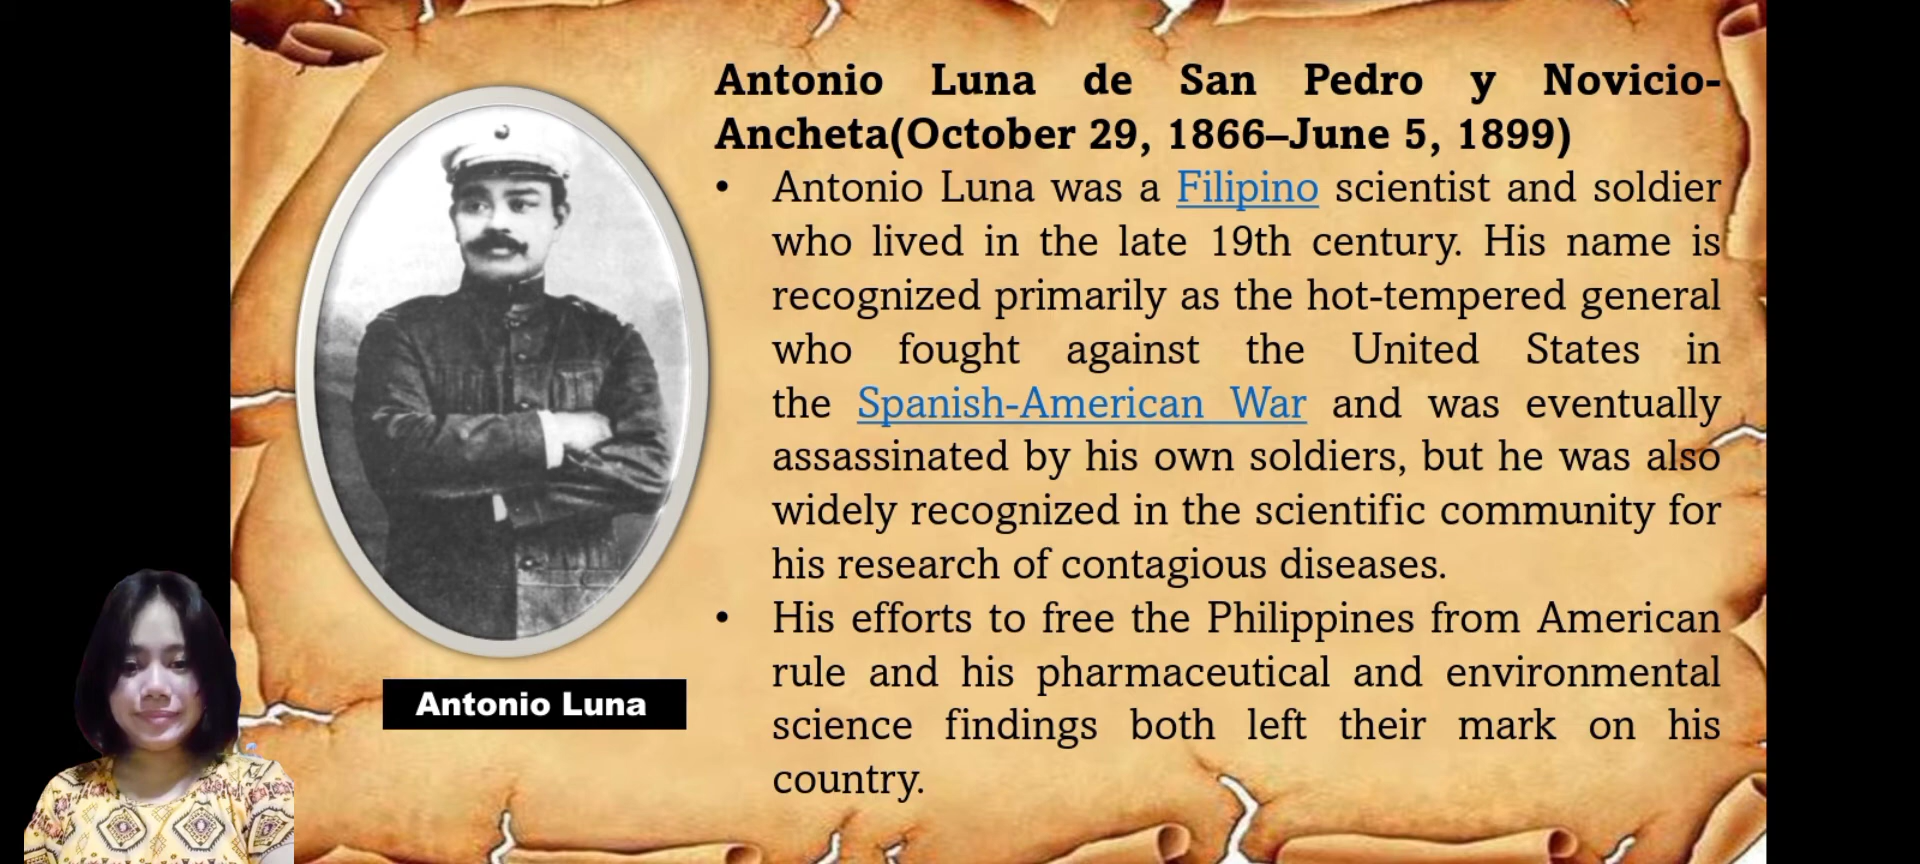 Antonio Luna de San Pedro y Novicio-
Ancheta(October 29, 1866–June 5, 1899)
• Antonio Luna was a Filipino scientist and soldier
who lived in the late 19th century. His name is
recognized primarily as the hot-tempered general
who fought against the United States in
the Spanish-American War and was eventually
assassinated by his own soldiers, but he was also
widely recognized in the scientific community for
his research of contagious diseases.
• His efforts to free the Philippines from American
rule and his pharmaceutical and environmental
science findings both left their mark on his
country.
Antonio Luna